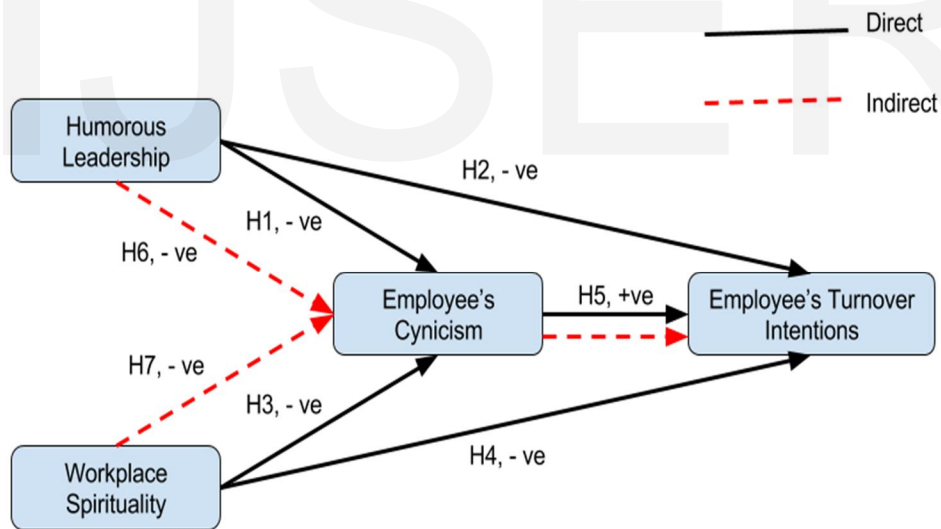 IJSER
Direct
Indirect
Humorous
Leadership
H2, - ve
H1, - ve
H6, - ve
Employee's
Cynicism
H5, +ve
Employee's Turnover
Intentions
H7, - ve
H3, - ve
H4, - ve
Workplace
Spirituality